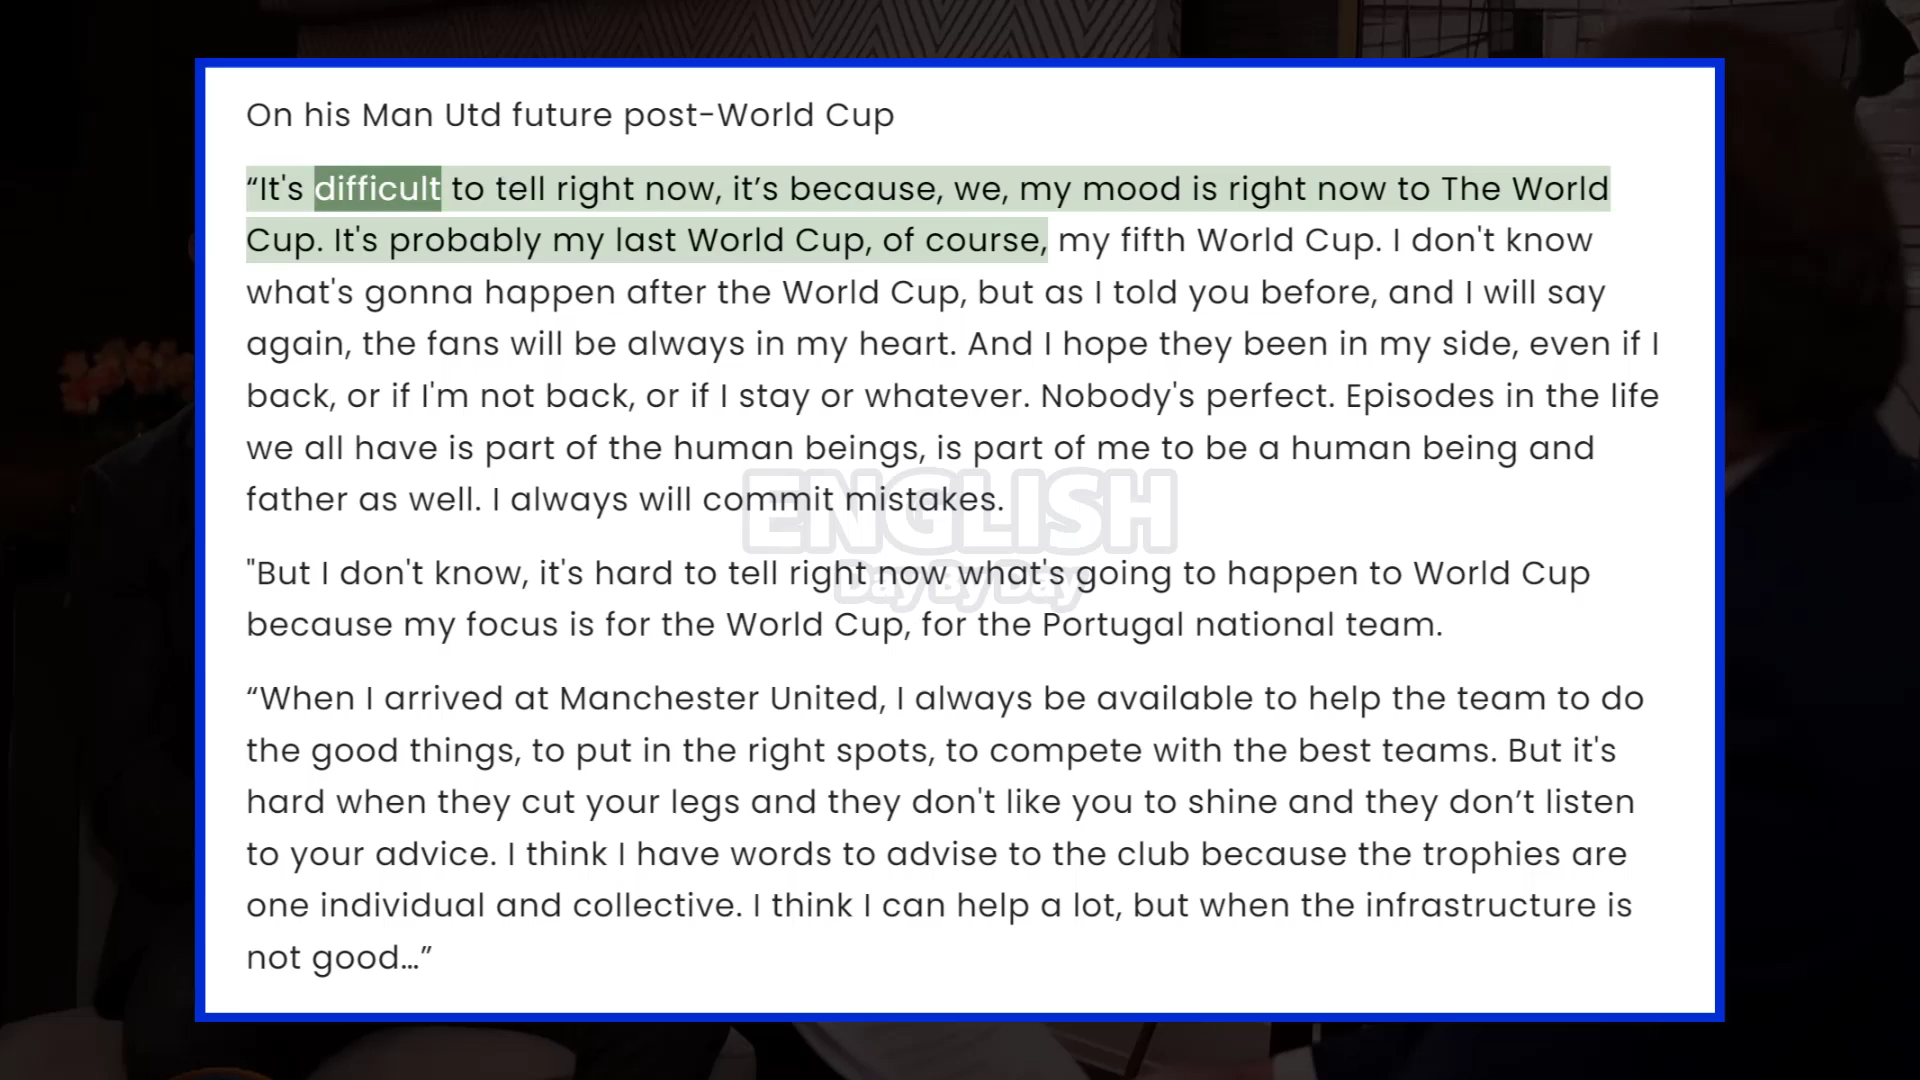 On his Man Utd future post-World Cup
“It's difficult to tell right now, it’s because, we, my mood is right now to The World
Cup. It's probably my last World Cup, of course, my fifth World Cup. I don't know
what's gonna happen after the World Cup, but as I told you before, and I will say
again, the fans will be always in my heart. And I hope they been in my side, even if I
back, or if I'm not back, or if I stay or whatever. Nobody's perfect. Episodes in the life
we all have is part of the human beings, is part of me to be a human being and
father as well. I always will commit mistakes.
ENGLISH
Day By Day
"But I don't know, it's hard to tell right now what's going to happen to World Cup
because my focus is for the World Cup, for the Portugal national team.
“When I arrived at Manchester United, I always be available to help the team to do
the good things, to put in the right spots, to compete with the best teams. But it's
hard when they cut your legs and they don't like you to shine and they don’t listen
to your advice. I think I have words to advise to the club because the trophies are
one individual and collective. I think I can help a lot, but when the infrastructure is
not good…”